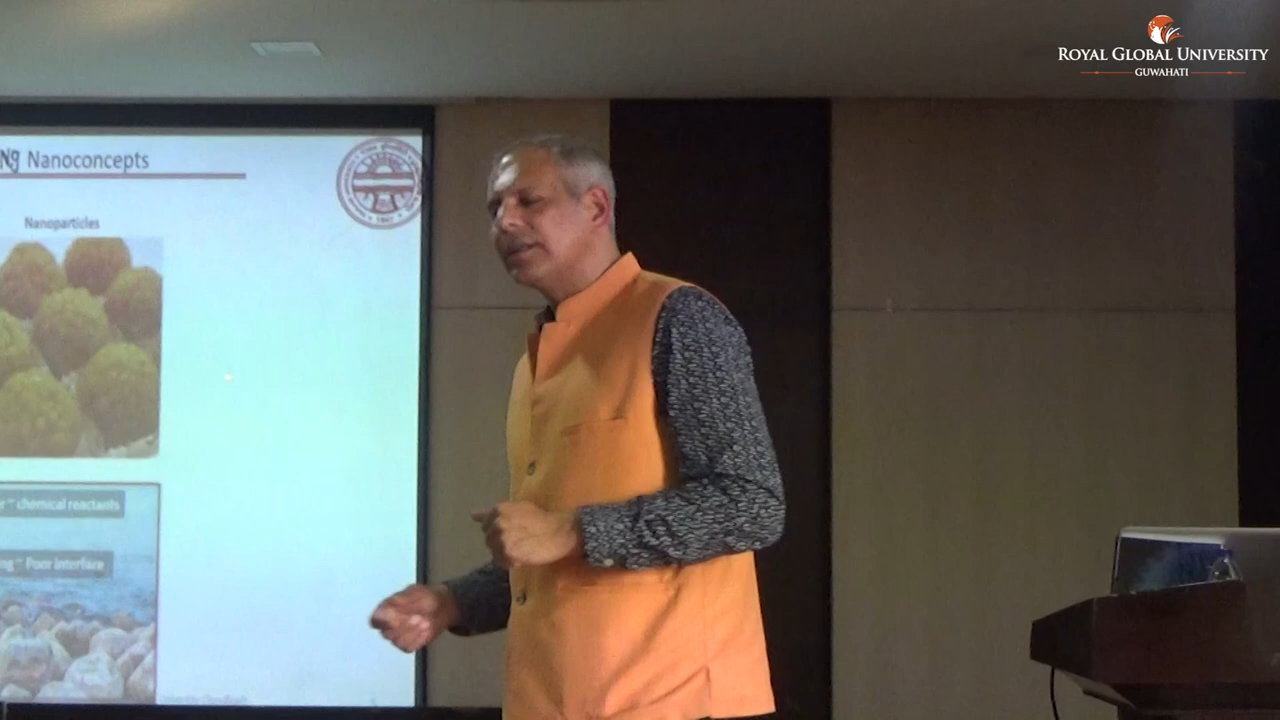 ROYAL GLOBAL UNIVERSITY
GUWAHATI
Nanoconcepts
Nanoparticles
chemical reactants
Poor interface